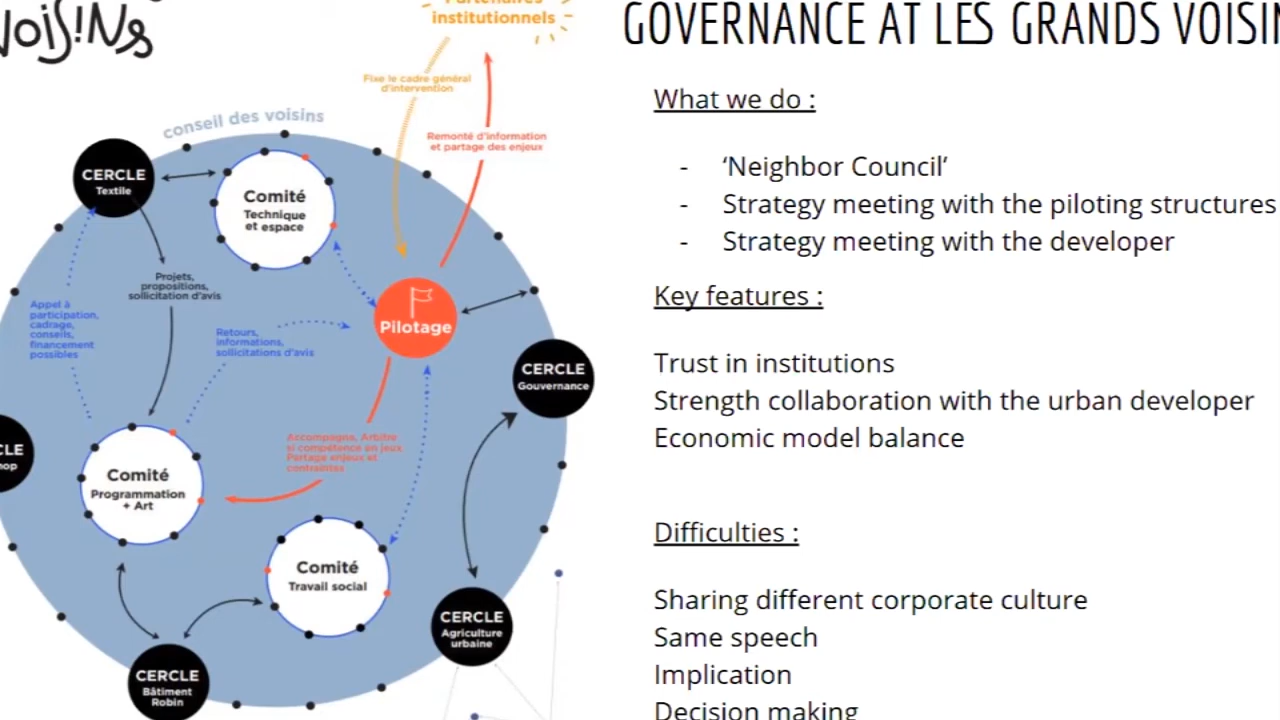 voiS!Ns
Partenaires
institutionnels
Fixe le cadre général
d'intervention
Remonté d'information
et partage des enjeux
conseil des voisins
CERCLE
Textile
Comité
Technique
et espace
Projets,
propositions,
sollicitation d'avis
Appel à
participation,
cadrage,
conseils,
financement
possibles
Retours,
informations,
sollicitations d'avis
Pilotage
CERCLE
Gouvernance
Accompagne, Arbitre
si compétence en jeux
Partage enjeux et
contraintes
CLE
hop
Comité
Programmation
+ Art
Comité
Travail social
CERCLE
Agriculture
urbaine
CERCLE
Bâtiment
Robin
GOVERNANCE AT LES GRANDS VOISIN
What we do :
- ‘Neighbor Council’
- Strategy meeting with the piloting structures
- Strategy meeting with the developer
Key features :
Trust in institutions
Strength collaboration with the urban developer
Economic model balance
Difficulties :
Sharing different corporate culture
Same speech
Implication
Decision making